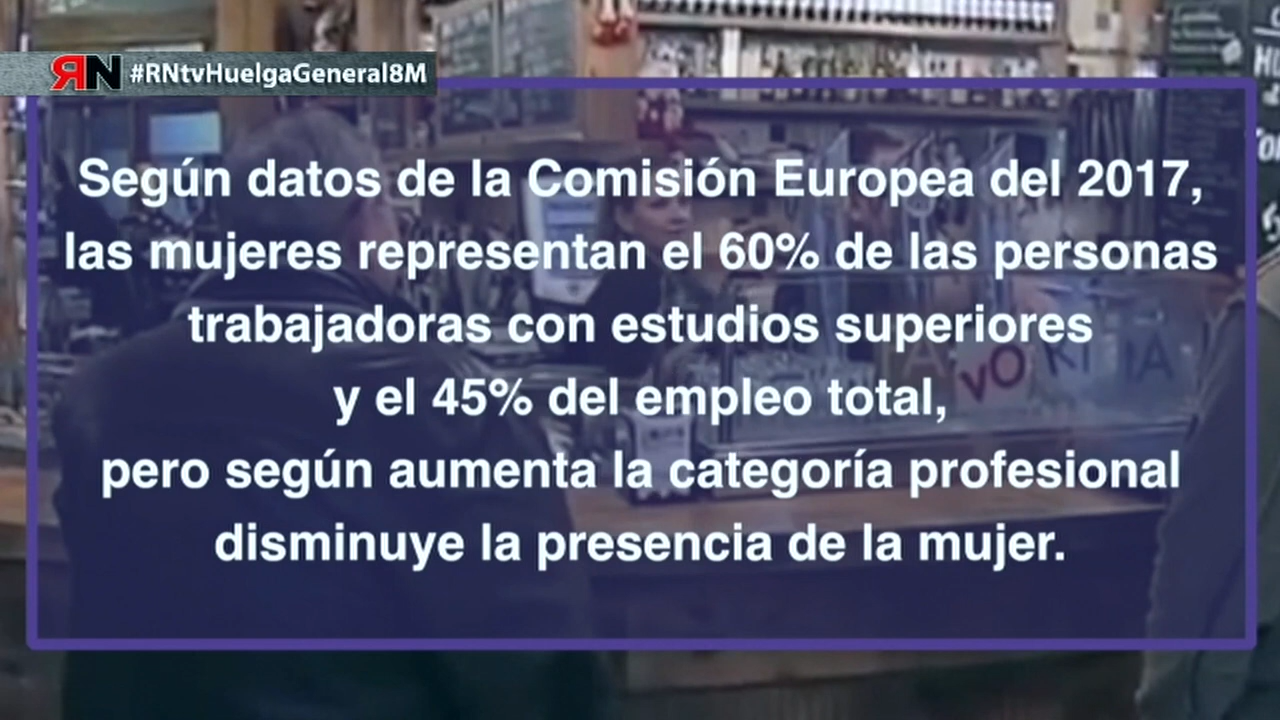 RN #RNtvHuelgaGeneral8M
Según datos de la Comisión Europea del 2017,
las mujeres representan el 60% de las personas
trabajadoras con estudios superiores
y el 45% del empleo total,
pero según aumenta la categoría profesional
disminuye la presencia de la mujer.